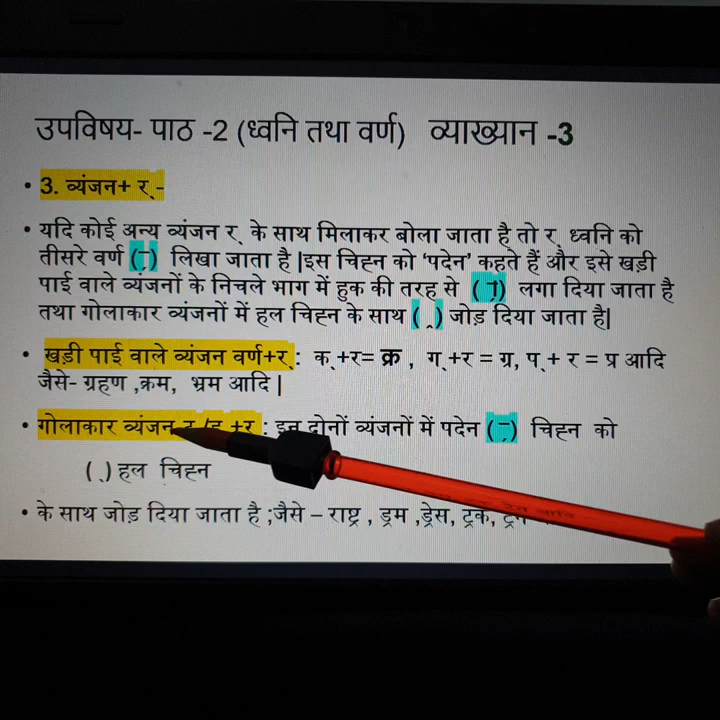 उपविषय- पाठ -2 (ध्वनि तथा वर्ण) व्याख्यान -3
• 3. व्यंजन+ र् -
• यदि कोई अन्य व्यंजन र् के साथ मिलाकर बोला जाता है तो र् ध्वनि को
तीसरे वर्ण (्र) लिखा जाता है |इस चिह्न को 'पदेन' कहते हैं और इसे खड़ी
पाई वाले व्यंजनों के निचले भाग में हुक की तरह से (्र) लगा दिया जाता है
तथा गोलाकार व्यंजनों में हल चिह्न के साथ ( ्र ) जोड़ दिया जाता है|
• खड़ी पाई वाले व्यंजन वर्ण+र् : क् +र= क्र , ग् +र = ग्र, प् + र = प्र आदि
जैसे- ग्रहण ,क्रम, भ्रम आदि |
• गोलाकार व्यंजन +र : इन दोनों व्यंजनों में पदेन (्र) चिह्न को
( ्) हल चिह्न
• के साथ जोड़ दिया जाता है ;जैसे – राष्ट्र , ड्रम ,ड्रेस, ट्रक,